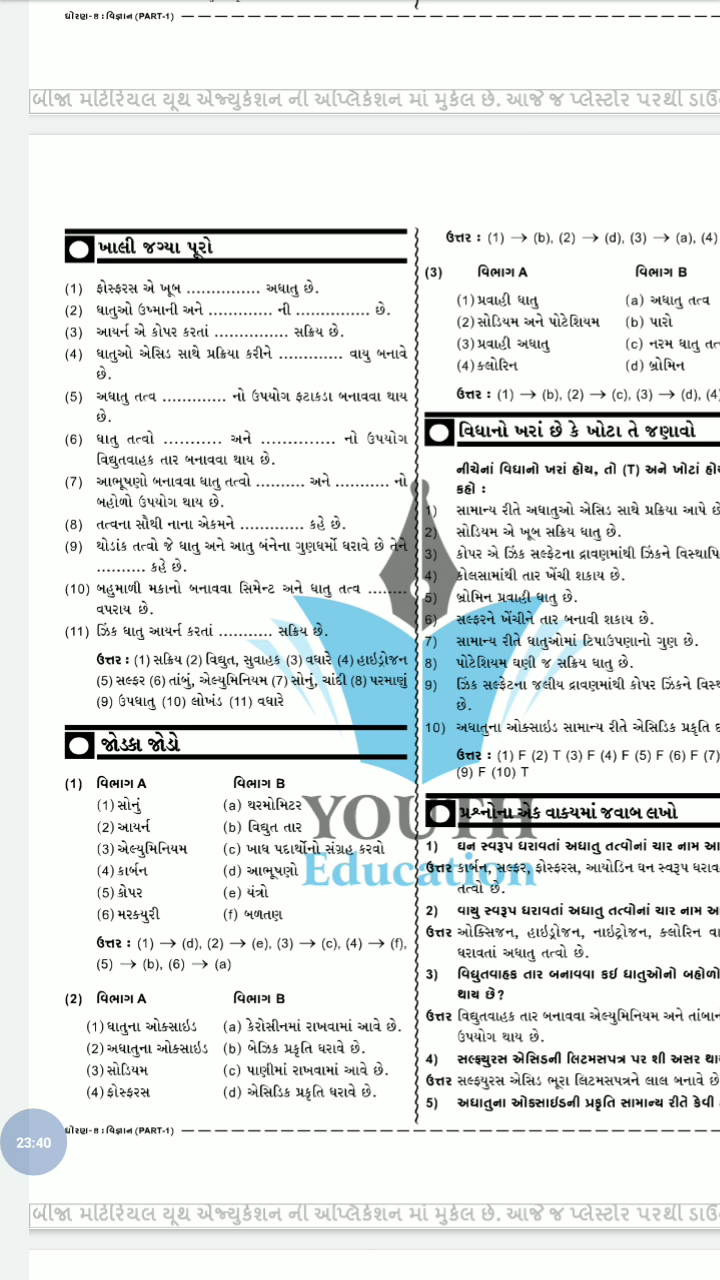 ધોરણ-8 : વિજ્ઞાન (PART-1)
બીજા મટિરિયલ યૂથ એજ્યુકેશન ની અપ્લિકેશન માં મુકેલ છે. આજે જ પ્લેસ્ટોર પરથી
ખાલી જગ્યા પૂરો
(1) ફોસ્ફરસ એ ખૂબ ............... અધાતુ છે.
(2) ધાતુઓ ઉષ્માની અને ............. ની ............... છે.
(3) આયર્ન એ કોપર કરતાં ............... સક્રિય છે.
(4) ધાતુઓ એસિડ સાથે પ્રક્રિયા કરીને ............. વાયુ બનાવે
છે.
(5) અધાતુ તત્વ ............. નો ઉપયોગ ફટાકડા બનાવવા થાય
છે.
(6) ધાતુ તત્વો ........... અને ............... નો ઉપયોગ
વિદ્યુતવાહક તાર બનાવવા થાય છે.
(7) આભૂષણો બનાવવા ધાતુ તત્વો .......... અને ........... નો
બહોળો ઉપયોગ થાય છે.
(8) તત્વના સૌથી નાના એકમને ............. કહે છે.
(9) થોડાંક તત્વો જે ધાતુ અને આતુ બંનેના ગુણધર્મો ધરાવે છે તેને
.......... કહે છે.
(10) બહુમાળી મકાનો બનાવવા સિમેન્ટ અને ધાતુ તત્વ ........
વપરાય છે.
(11) ઝિંક ધાતુ આયર્ન કરતાં ........... સક્રિય છે.
ઉત્તર : (1) સક્રિય (2) વિદ્યુત, સુવાહક (3) વધારે (4) હાઇડ્રોજન
(5) સલ્ફર (6) તાંબું, એલ્યુમિનિયમ (7) સોનું, ચાંદી (8) પરમાણું
(9) ઉપધાતુ (10) લોખંડ (11) વધારે
જોડકા જોડો
(1) વિભાગ A વિભાગ B
(1) સોનું (a) થરમોમિટર
(2) આયર્ન (b) વિદ્યુત તાર
(3) એલ્યુમિનિયમ (c) ખાધ પદાર્થોનો સંગ્રહ કરવો
(4) કાર્બન (d) આભૂષણો
(5) કોપર (e) યંત્રો
(6) મરક્યુરી (f) બળતણ
ઉત્તર : (1) → (d), (2) → (e), (3) → (c), (4) → (f),
(5) → (b), (6) → (a)
(2) વિભાગ A વિભાગ B
(1) ધાતુના ઓક્સાઇડ (a) કેરોસીનમાં રાખવામાં આવે છે.
(2) અધાતુના ઓક્સાઇડ (b) બેઝિક પ્રકૃતિ ધરાવે છે.
(3) સોડિયમ (c) પાણીમાં રાખવામાં આવે છે.
(4) ફોસ્ફરસ (d) એસિડિક પ્રકૃતિ ધરાવે છે.
ઉત્તર : (1) → (b), (2) → (d), (3) → (a), (4)
(3) વિભાગ A વિભાગ B
(1) પ્રવાહી ધાતુ (a) અધાતુ તત્વ
(2) સોડિયમ અને પોટેશિયમ (b) પારો
(3) પ્રવાહી અધાતુ (c) નરમ ધાતુ
(4) ક્લોરિન (d) બ્રોમિન
ઉત્તર : (1) → (b), (2) → (c), (3) → (d), (4)
વિધાનો ખરાં છે કે ખોટા તે જણાવો
નીચેનાં વિધાનો ખરાં હોય, તો (T) અને ખોટાં
કહો :
1) સામાન્ય રીતે અધાતુઓ એસિડ સાથે પ્રક્રિયા આપે છે
2) સોડિયમ એ ખૂબ સક્રિય ધાતુ છે.
3) કોપર એ ઝિંક સલ્ફેટના દ્રાવણમાંથી ઝિંકને
4) કોલસામાંથી તાર ખેંચી શકાય છે.
5) બ્રોમિન પ્રવાહી ધાતુ છે.
6) સલ્ફરને ખેંચીને તાર બનાવી શકાય છે.
7) સામાન્ય રીતે ધાતુઓમાં ટિપાઉપણાનો ગુણ છે.
8) પોટેશિયમ ઘણી જ સક્રિય ધાતુ છે.
9) ઝિંક સલ્ફેટના જલીય દ્રાવણમાંથી કોપર ઝિંકને
છે.
10) અધાતુના ઓક્સાઇડ સામાન્ય રીતે એસિડિક પ્રકૃતિ
ઉત્તર : (1) F (2) T (3) F (4) F (5) F (6) F (7)
(9) F (10) T
YOUTH
Education
પ્રશ્નોના એક વાક્યમાં જવાબ લખો
1) ઘન સ્વરૂપ ધરાવતાં અધાતુ તત્વોનાં ચાર નામ
ઉત્તર કાર્બન, સલ્ફર, ફોસ્ફરસ, આયોડિન ઘન સ્વરૂપ
તત્વો છે.
2) વાયુ સ્વરૂપ ધરાવતાં અધાતુ તત્વોનાં ચાર નામ
ઉત્તર ઓક્સિજન, હાઇડ્રોજન, નાઇટ્રોજન, ક્લોરિન
ધરાવતાં અધાતુ તત્વો છે.
3) વિધુતવાહક તાર બનાવવા કઈ ધાતુઓનો બહોળો
થાય છે?
ઉત્તર વિદ્યુતવાહક તાર બનાવવા એલ્યુમિનિયમ અને
ઉપયોગ થાય છે.
4) સલ્ફ્યુરસ એસિડની લિટમસપત્ર પર શી અસર
ઉત્તર સલ્ફ્યુરસ એસિડ ભૂરા લિટમસપત્રને લાલ બનાવે છે
5) અધાતુના ઓક્સાઈડની પ્રકૃતિ સામાન્ય રીતે કેવી
ધોરણ-8 : વિજ્ઞાન (PART-1)
23:40
બીજા મટિરિયલ યૂથ એજ્યુકેશન ની અપ્લિકેશન માં મુકેલ છે. આજે જ પ્લેસ્ટોર પરથી